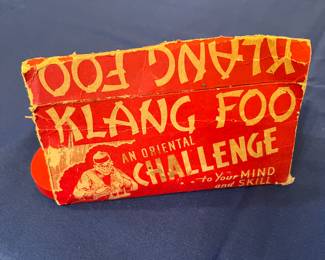 KLANG FOO
KLANG FOO
AN ORIENTAL
CHALLENGE
...to Your MIND
and SKILL